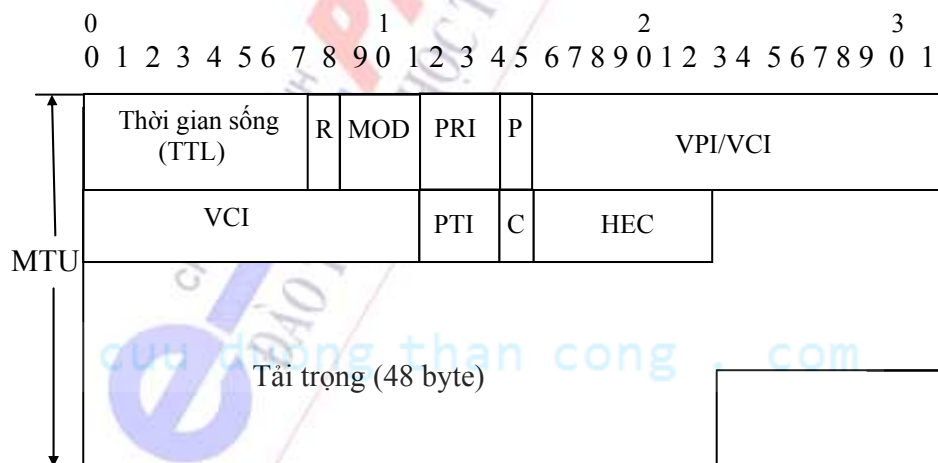 0 1 2 3
0 1 2 3 4 5 6 7 8 9 0 1 2 3 4 5 6 7 8 9 0 1 2 3 4 5 6 7 8 9 0 1
Thời gian sống
(TTL)
R
MOD
PRI
P
VPI/VCI
VCI
PTI
C
HEC
MTU
ĐÀO
cuu duong than cong . com
Tải trọng (48 byte)